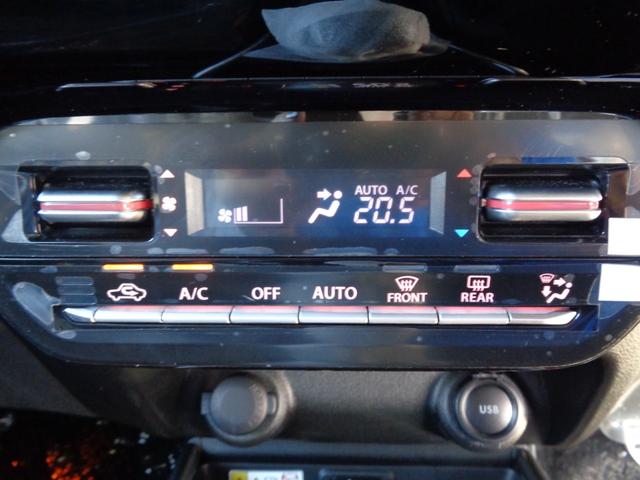 AUTO A/C
20.5
A/C OFF AUTO FRONT REAR
USB